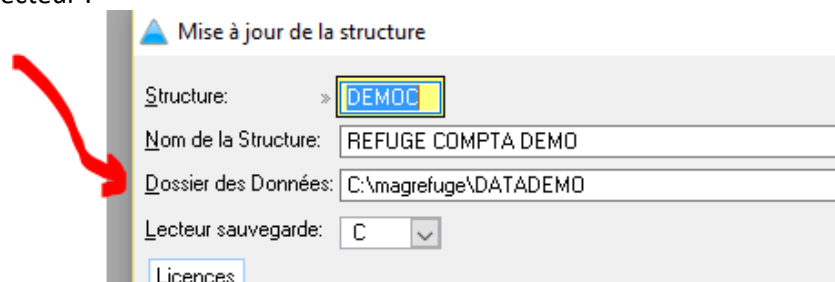 Mise à jour de la structure
Structure: » DEMOC
Nom de la Structure: REFUGE COMPTA DEMO
Dossier des Données: C:\magrefuge\DATADEMO
Lecteur sauvegarde: C
Licences